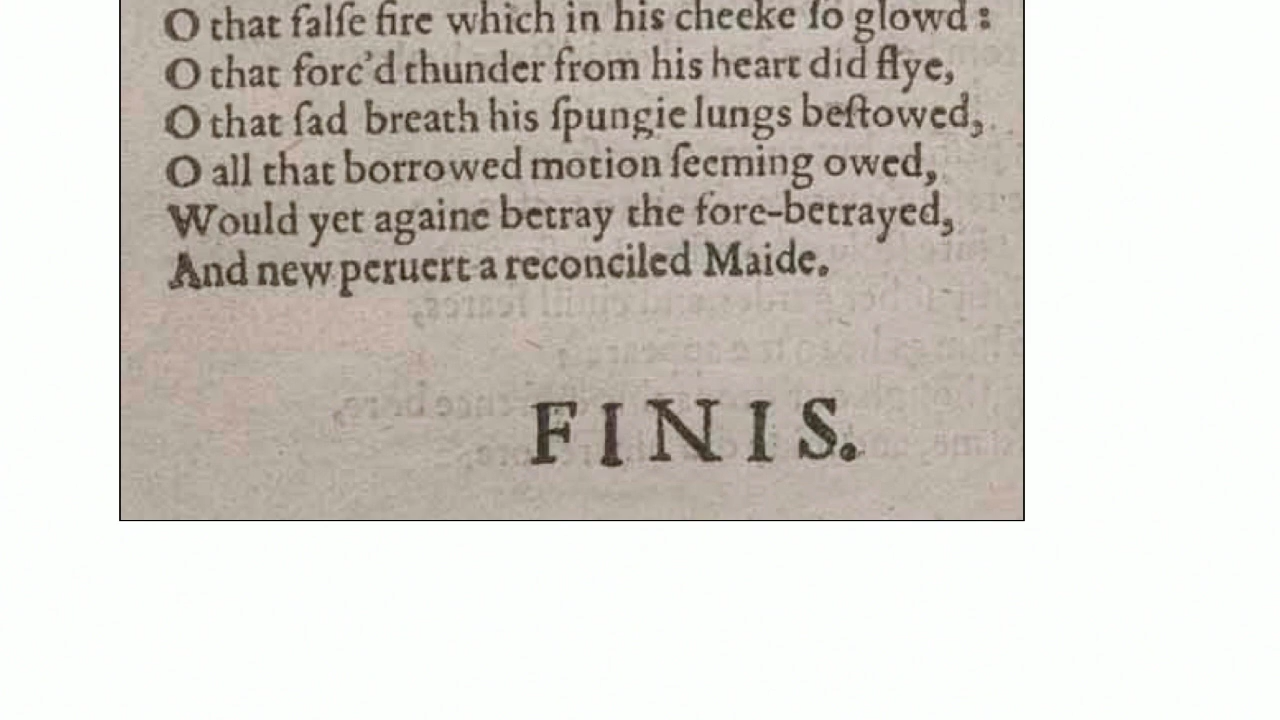 O that falſe fire which in his cheeke ſo glowd :
O that forc'd thunder from his heart did flye,
O that ſad breath his ſpungie lungs beſtowed,
O all that borrowed motion ſeeming owed,
Would yet againe betray the fore-betrayed,
And new peruert a reconciled Maide.
FINIS.